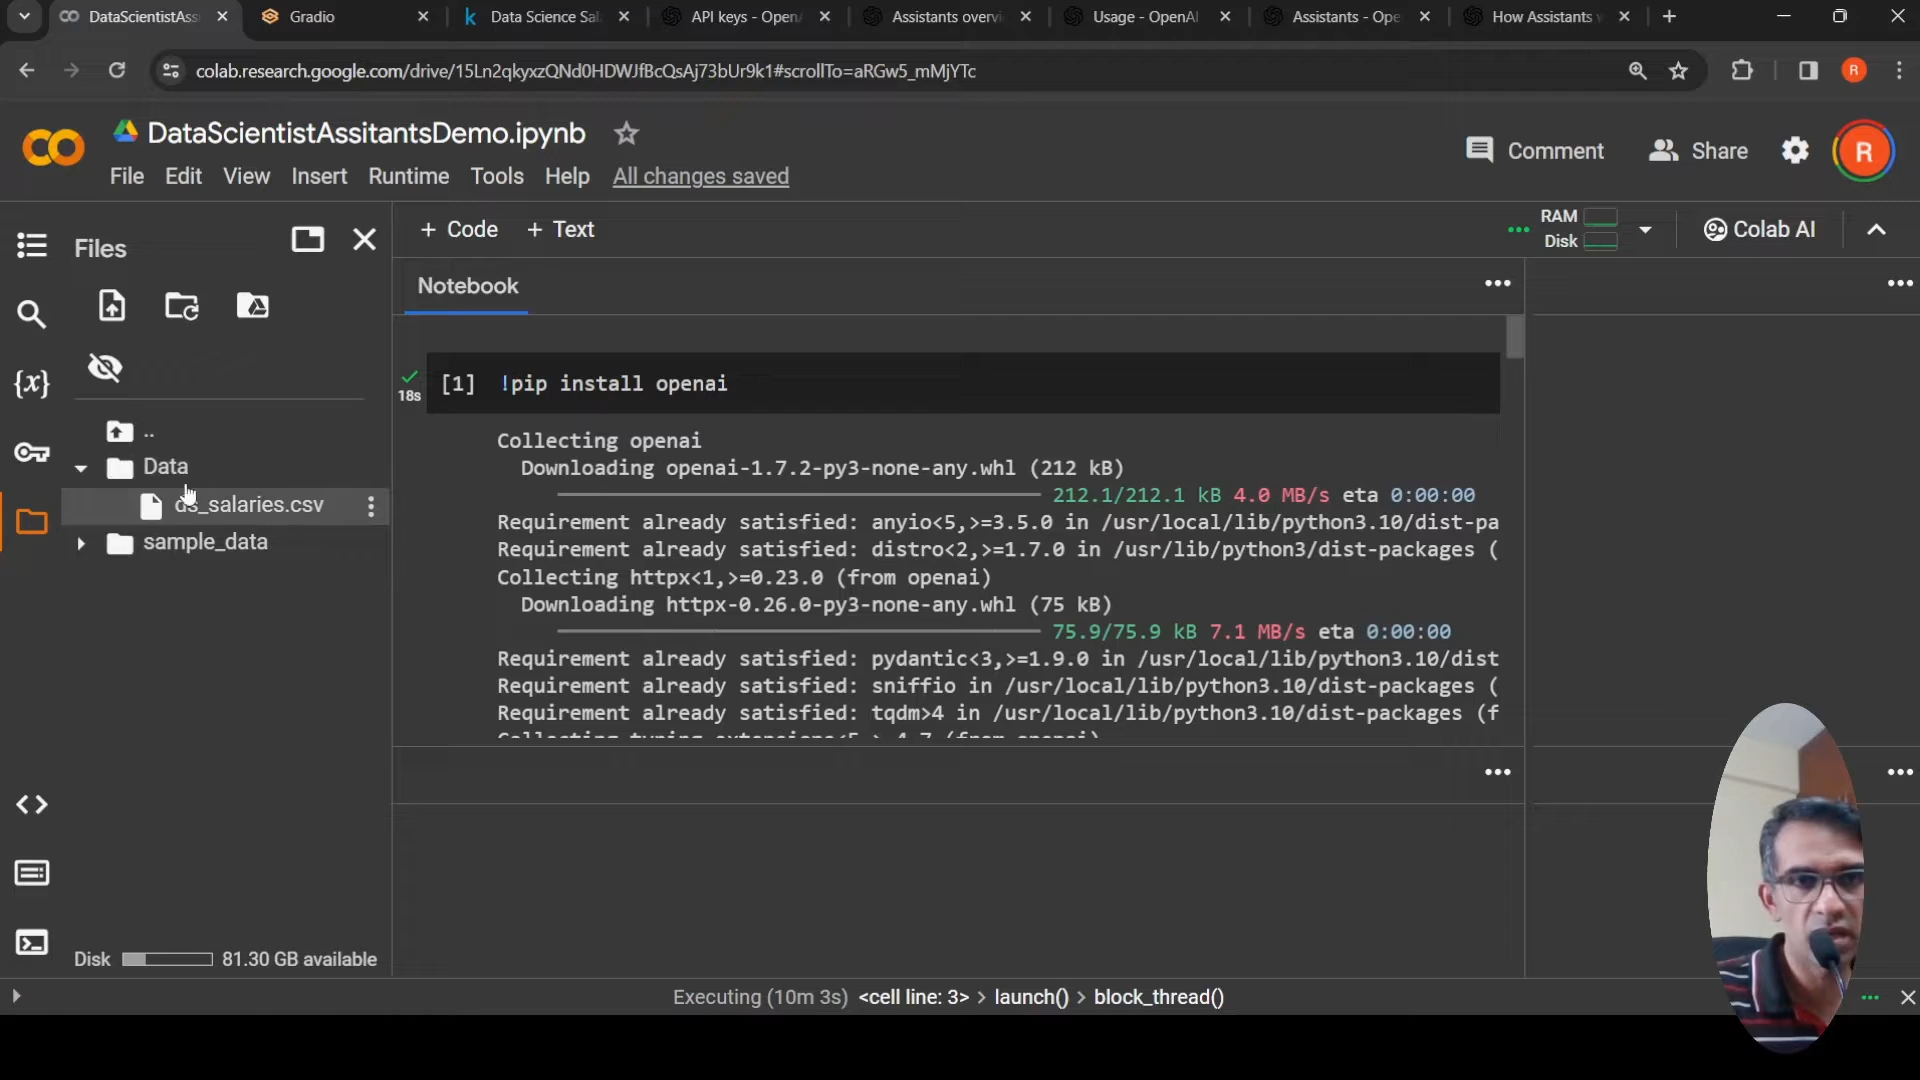 DataScientistAss
Gradio
Data Science Sal
API keys - Open
Assistants overvi
Usage - OpenAI
Assistants - Ope
How Assistants
colab.research.google.com/drive/15Ln2qkyxzQNd0HDWJfBcQsAj73bUr9k1#scrollTo=aRGw5_mMjYTc
R
DataScientistAssitantsDemo.ipynb
File Edit View Insert Runtime Tools Help All changes saved
Comment
Share
R
Files
+ Code + Text
RAM
Disk
Colab AI
Notebook
..
Data
ds_salaries.csv
sample_data
18s
[1] !pip install openai
Collecting openai
Downloading openai-1.7.2-py3-none-any.whl (212 kB)
212.1/212.1 kB 4.0 MB/s eta 0:00:00
Requirement already satisfied: anyio<5,>=3.5.0 in /usr/local/lib/python3.10/dist-pa
Requirement already satisfied: distro<2,>=1.7.0 in /usr/lib/python3/dist-packages (
Collecting httpx<1,>=0.23.0 (from openai)
Downloading httpx-0.26.0-py3-none-any.whl (75 kB)
75.9/75.9 kB 7.1 MB/s eta 0:00:00
Requirement already satisfied: pydantic<3,>=1.9.0 in /usr/local/lib/python3.10/dist
Requirement already satisfied: sniffio in /usr/local/lib/python3.10/dist-packages (
Requirement already satisfied: tqdm>4 in /usr/local/lib/python3.10/dist-packages (f
Disk 81.30 GB available
Executing (10m 3s) <cell line: 3> > launch() > block_thread()